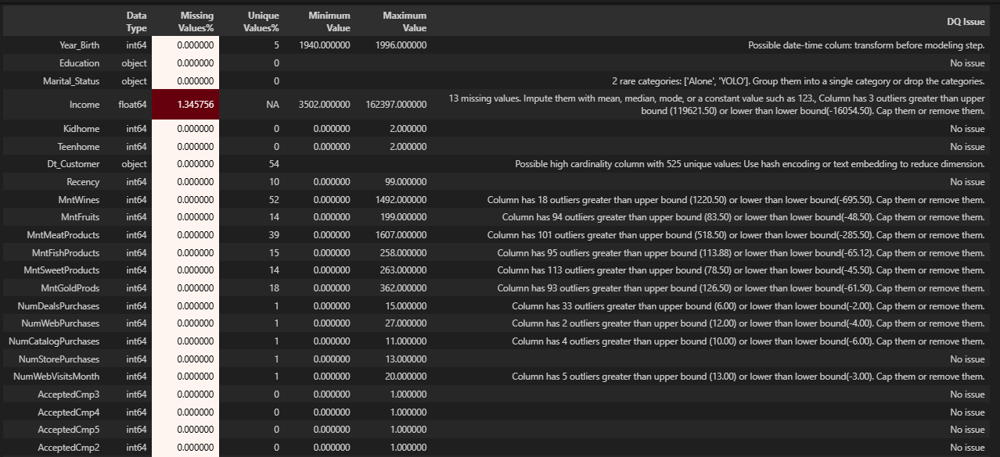 Data Type Missing Values% Unique Values% Minimum Value Maximum Value DQ Issue
Year_Birth int64 0.000000 5 1940.000000 1996.000000 Possible date-time colum: transform before modeling step.
Education object 0.000000 0 No issue
Marital_Status object 0.000000 0 2 rare categories: ['Alone', 'YOLO']. Group them into a single category or drop the categories.
Income float64 1.345756 NA 3502.000000 162397.000000 13 missing values. Impute them with mean, median, mode, or a constant value such as 123., Column has 3 outliers greater than upper
bound (119621.50) or lower than lower bound(-16054.50). Cap them or remove them.
Kidhome int64 0.000000 0 0.000000 2.000000 No issue
Teenhome int64 0.000000 0 0.000000 2.000000 No issue
Dt_Customer object 0.000000 54 Possible high cardinality column with 525 unique values: Use hash encoding or text embedding to reduce dimension.
Recency int64 0.000000 10 0.000000 99.000000 No issue
MntWines int64 0.000000 52 0.000000 1492.000000 Column has 18 outliers greater than upper bound (1220.50) or lower than lower bound(-695.50). Cap them or remove them.
MntFruits int64 0.000000 14 0.000000 199.000000 Column has 94 outliers greater than upper bound (83.50) or lower than lower bound(-48.50). Cap them or remove them.
MntMeatProducts int64 0.000000 39 0.000000 1607.000000 Column has 101 outliers greater than upper bound (518.50) or lower than lower bound(-285.50). Cap them or remove them.
MntFishProducts int64 0.000000 15 0.000000 258.000000 Column has 95 outliers greater than upper bound (113.88) or lower than lower bound(-65.12). Cap them or remove them.
MntSweetProducts int64 0.000000 14 0.000000 263.000000 Column has 113 outliers greater than upper bound (78.50) or lower than lower bound(-45.50). Cap them or remove them.
MntGoldProds int64 0.000000 18 0.000000 362.000000 Column has 93 outliers greater than upper bound (126.50) or lower than lower bound(-61.50). Cap them or remove them.
NumDealsPurchases int64 0.000000 1 0.000000 15.000000 Column has 33 outliers greater than upper bound (6.00) or lower than lower bound(-2.00). Cap them or remove them.
NumWebPurchases int64 0.000000 1 0.000000 27.000000 Column has 2 outliers greater than upper bound (12.00) or lower than lower bound(-4.00). Cap them or remove them.
NumCatalogPurchases int64 0.000000 1 0.000000 11.000000 Column has 4 outliers greater than upper bound (10.00) or lower than lower bound(-6.00). Cap them or remove them.
NumStorePurchases int64 0.000000 1 0.000000 13.000000 No issue
NumWebVisitsMonth int64 0.000000 1 0.000000 20.000000 Column has 5 outliers greater than upper bound (13.00) or lower than lower bound(-3.00). Cap them or remove them.
AcceptedCmp3 int64 0.000000 0 0.000000 1.000000 No issue
AcceptedCmp4 int64 0.000000 0 0.000000 1.000000 No issue
AcceptedCmp5 int64 0.000000 0 0.000000 1.000000 No issue
AcceptedCmp2 int64 0.000000 0 0.000000 1.000000 No issue